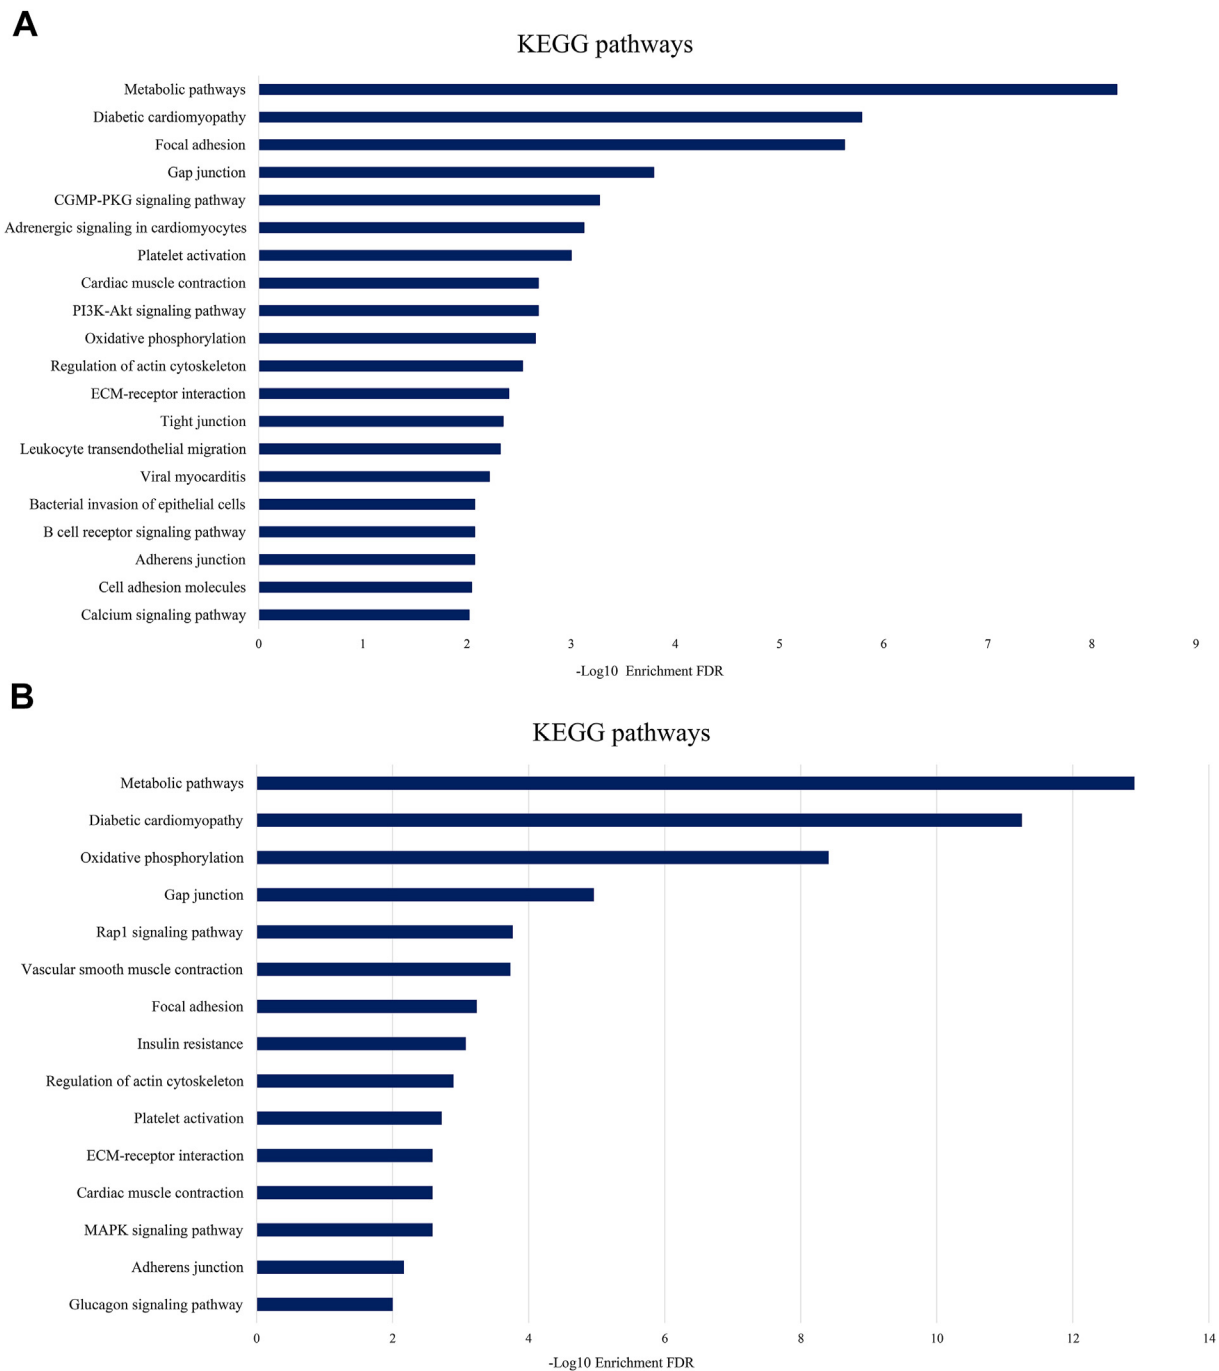 A
KEGG pathways
Metabolic pathways
Diabetic cardiomyopathy
Focal adhesion
Gap junction
CGMP-PKG signaling pathway
Adrenergic signaling in cardiomyocytes
Platelet activation
Cardiac muscle contraction
PI3K-Akt signaling pathway
Oxidative phosphorylation
Regulation of actin cytoskeleton
ECM-receptor interaction
Tight junction
Leukocyte transendothelial migration
Viral myocarditis
Bacterial invasion of epithelial cells
B cell receptor signaling pathway
Adherens junction
Cell adhesion molecules
Calcium signaling pathway
0 1 2 3 4 5 6 7 8 9
-Log10 Enrichment FDR
B
KEGG pathways
Metabolic pathways
Diabetic cardiomyopathy
Oxidative phosphorylation
Gap junction
Rap1 signaling pathway
Vascular smooth muscle contraction
Focal adhesion
Insulin resistance
Regulation of actin cytoskeleton
Platelet activation
ECM-receptor interaction
Cardiac muscle contraction
MAPK signaling pathway
Adherens junction
Glucagon signaling pathway
0 2 4 6 8 10 12 14
-Log10 Enrichment FDR